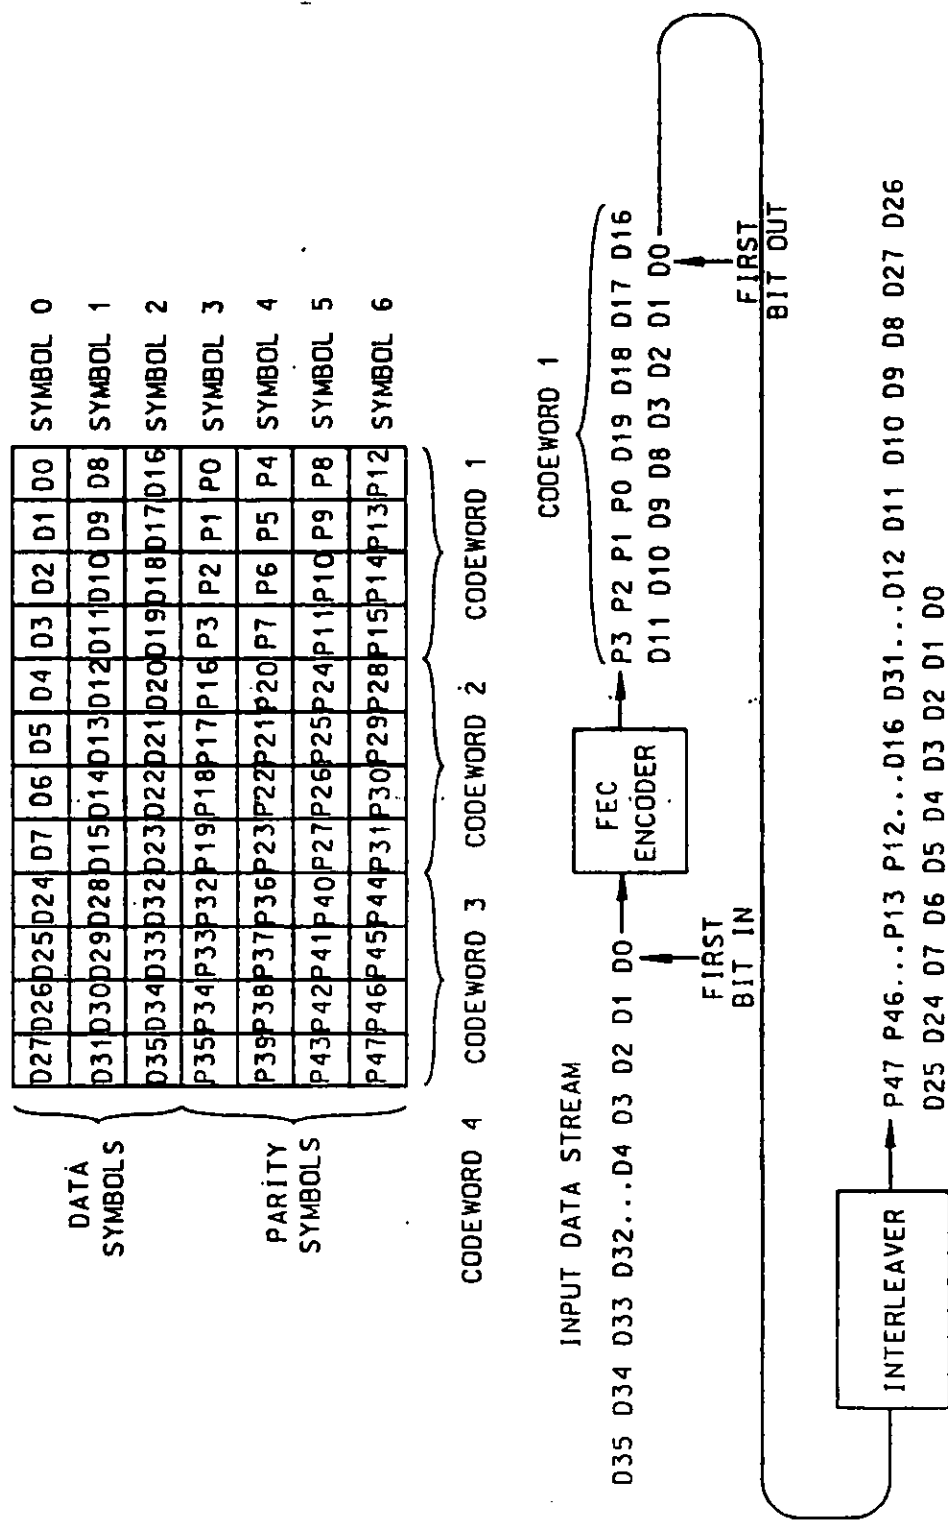 D27 D26 D25 D24 D7 D6 D5 D4 D3 D2 D1 D0 SYMBOL 0
D31 D30 D29 D28 D15 D14 D13 D12 D11 D10 D9 D8 SYMBOL 1
D35 D34 D33 D32 D23 D22 D21 D20 D19 D18 D17 D16 SYMBOL 2
P35 P34 P33 P32 P19 P18 P17 P16 P3 P2 P1 P0 SYMBOL 3
P39 P38 P37 P36 P23 P22 P21 P20 P7 P6 P5 P4 SYMBOL 4
P43 P42 P41 P40 P27 P26 P25 P24 P11 P10 P9 P8 SYMBOL 5
P47 P46 P45 P44 P31 P30 P29 P28 P15 P14 P13 P12 SYMBOL 6
DATA
SYMBOLS
PARITY
SYMBOLS
CODEWORD 4 CODEWORD 3 CODEWORD 2 CODEWORD 1
INPUT DATA STREAM
D35 D34 D33 D32...D4 D3 D2 D1 D0
FIRST
BIT IN
FEC
ENCODER
CODEWORD 1
P3 P2 P1 P0 D19 D18 D17 D16
D11 D10 D9 D8 D3 D2 D1 D0
FIRST
BIT OUT
INTERLEAVER
P47 P46...P13 P12...D16 D31...D12 D11 D10 D9 D8 D27 D26
D25 D24 D7 D6 D5 D4 D3 D2 D1 D0